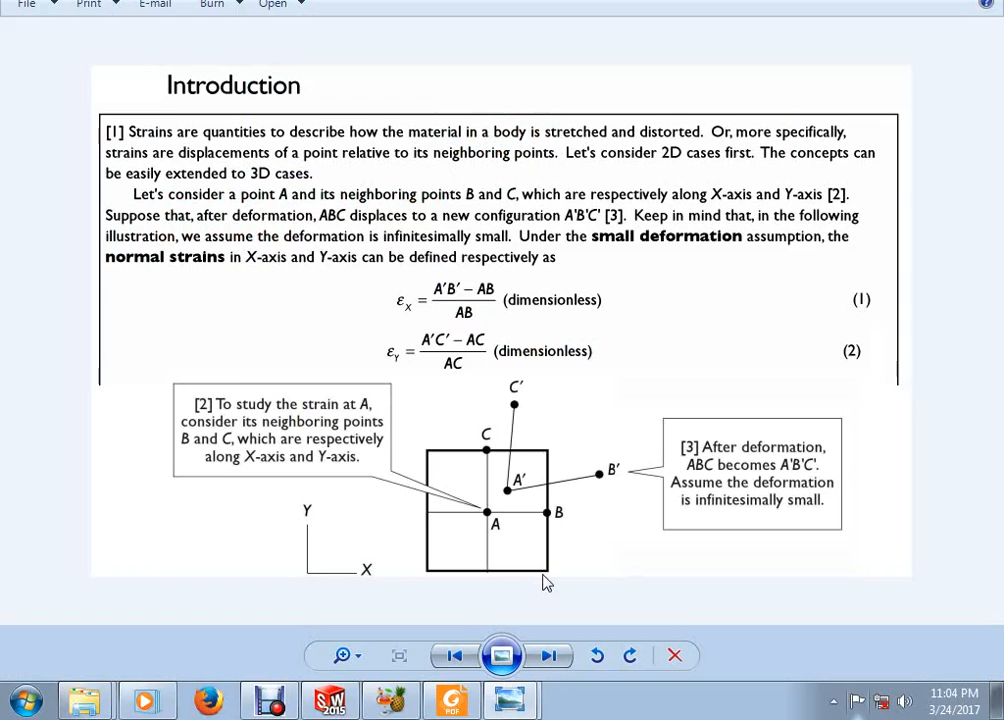 File Print E-mail Burn Open
Introduction
[1] Strains are quantities to describe how the material in a body is stretched and distorted. Or, more specifically,
strains are displacements of a point relative to its neighboring points. Let's consider 2D cases first. The concepts can
be easily extended to 3D cases.
Let's consider a point A and its neighboring points B and C, which are respectively along X-axis and Y-axis [2].
Suppose that, after deformation, ABC displaces to a new configuration A'B'C' [3]. Keep in mind that, in the following
illustration, we assume the deformation is infinitesimally small. Under the small deformation assumption, the
normal strains in X-axis and Y-axis can be defined respectively as
ε_X = (A′B′ − AB) / AB (dimensionless) (1)
ε_Y = (A′C′ − AC) / AC (dimensionless) (2)
[2] To study the strain at A,
consider its neighboring points
B and C, which are respectively
along X-axis and Y-axis.
C'
C
A'
B'
A
B
[3] After deformation,
ABC becomes A'B'C'.
Assume the deformation
is infinitesimally small.
Y
X
SW
2015
G
PDF
11:04 PM
3/24/2017